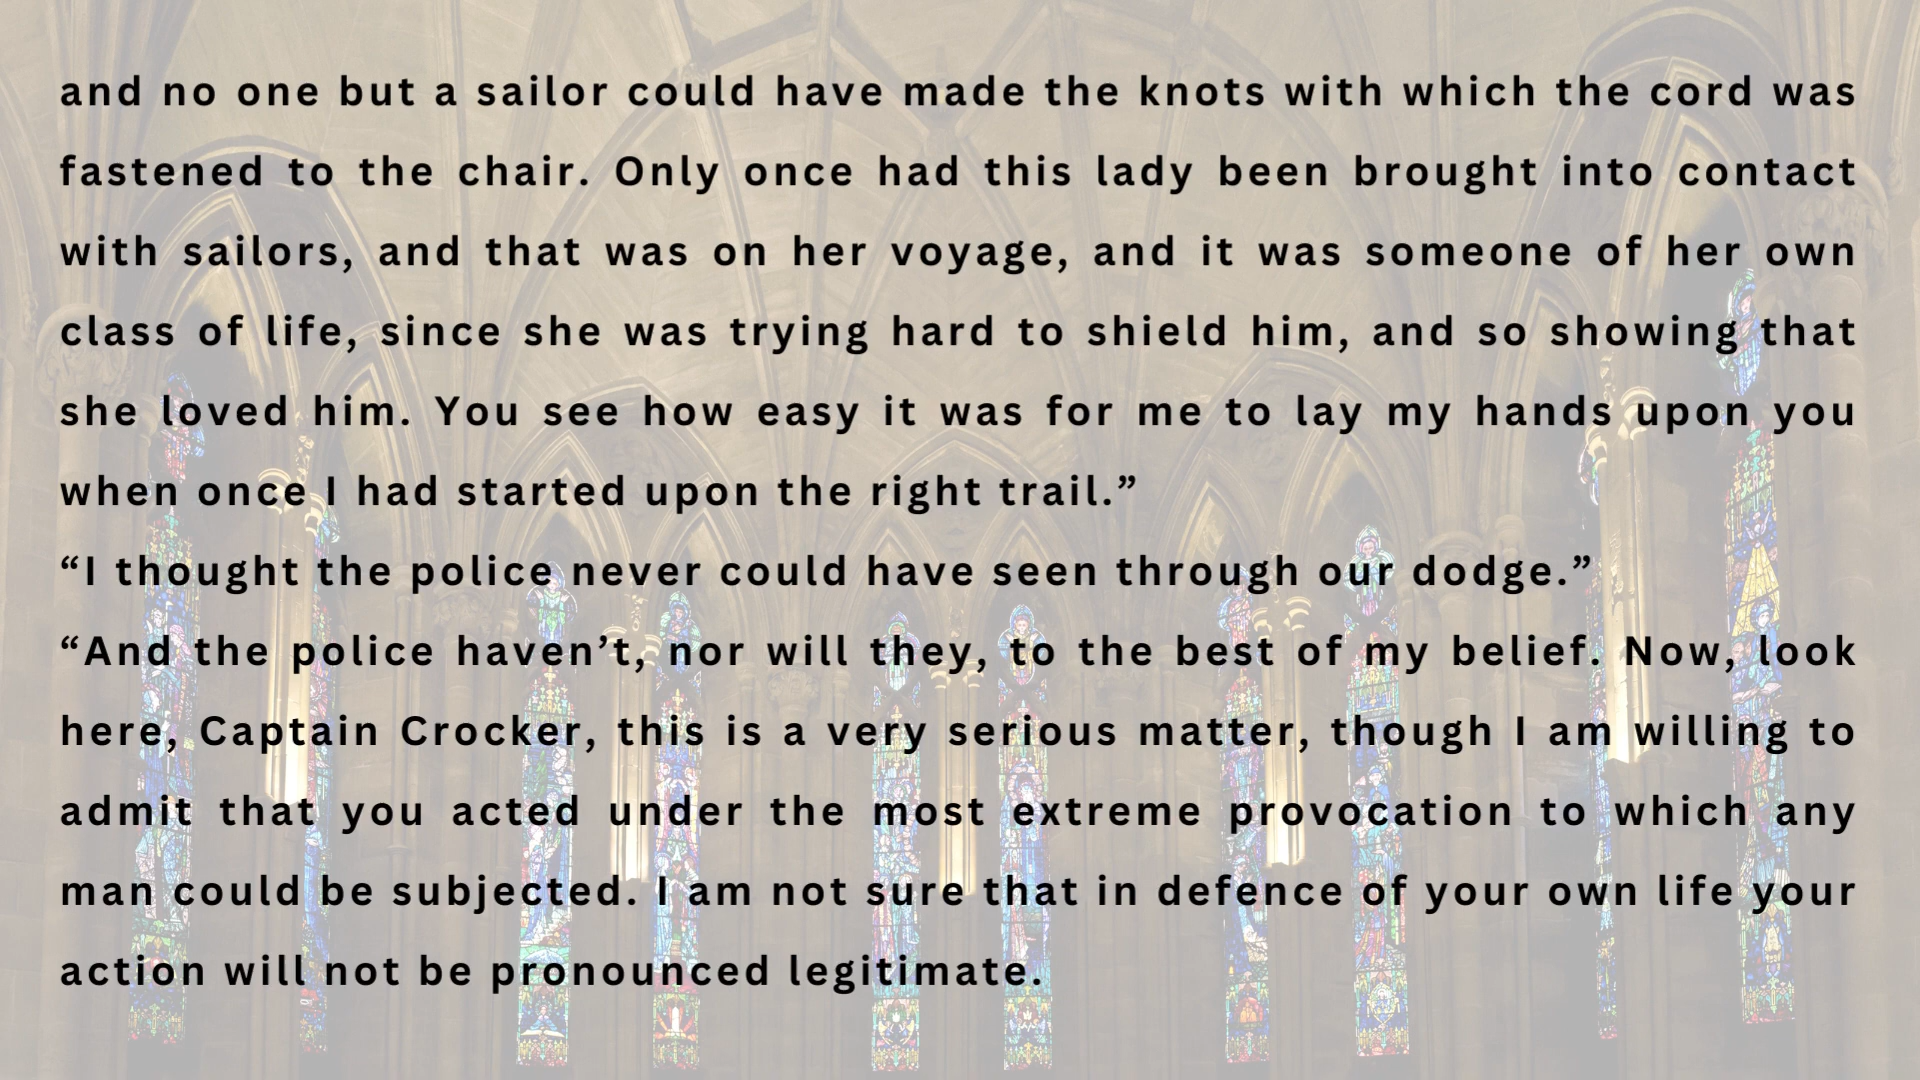 and no one but a sailor could have made the knots with which the cord was
fastened to the chair. Only once had this lady been brought into contact
with sailors, and that was on her voyage, and it was someone of her own
class of life, since she was trying hard to shield him, and so showing that
she loved him. You see how easy it was for me to lay my hands upon you
when once I had started upon the right trail.”
“I thought the police never could have seen through our dodge.”
“And the police haven’t, nor will they, to the best of my belief. Now, look
here, Captain Crocker, this is a very serious matter, though I am willing to
admit that you acted under the most extreme provocation to which any
man could be subjected. I am not sure that in defence of your own life your
action will not be pronounced legitimate.